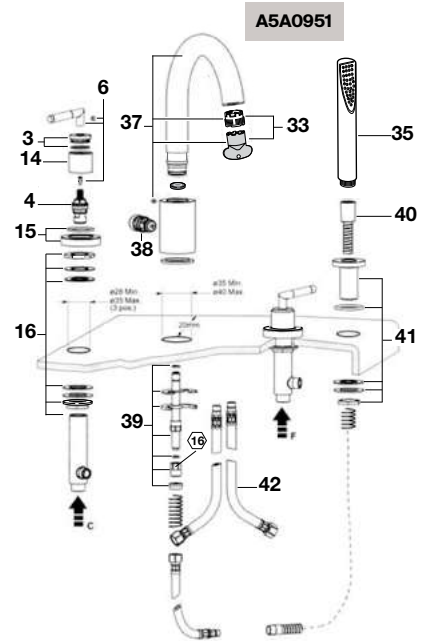 A5A0951
6
37
33
3
14
35
4
40
15
38
ø28 Min
ø35 Max
(3 pos.)
ø35 Min
ø40 Max
16
20mm
41
39
16
F
42
C